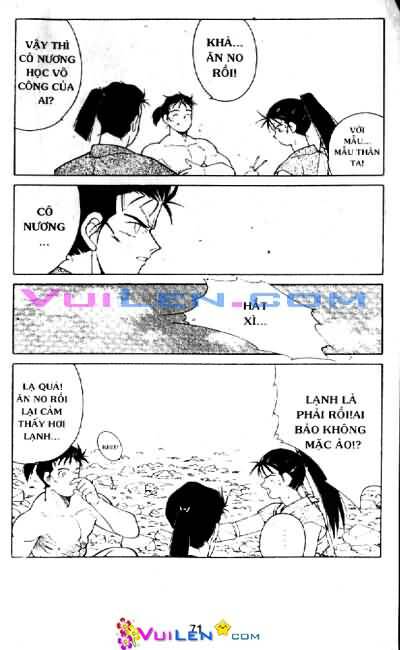 VẬY THÌ
CÔ NƯƠNG
HỌC VÕ
CÔNG CỦA
AI?
KHÀ...
ĂN NO
RỒI!
VỚI
MẪU...
MẪU THÂN
TA!
CÔ
NƯƠNG
...
VUILEN.COM
HẮT
XÌ...
LẠ QUÁ!
ĂN NO RỒI
LẠI CẢM
THẤY HƠI
LẠNH...
LẠNH LÀ
PHẢI RỒI!AI
BẢO KHÔNG
MẶC ÁO!?
71
VUILEN
.COM